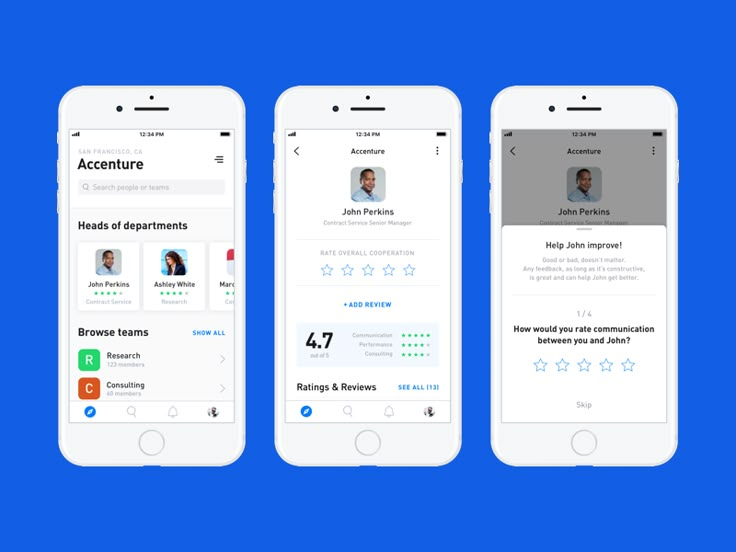 12:34 PM
SAN FRANCISCO, CA
Accenture
Search people or teams
Heads of departments
John Perkins
Contract Service
Ashley White
Research
Marc
Co
Browse teams
SHOW ALL
R
Research
123 members
C
Consulting
60 members
12:34 PM
Accenture
John Perkins
Contract Service Senior Manager
RATE OVERALL COOPERATION
+ ADD REVIEW
4.7
out of 5
Communication
Performance
Consulting
Ratings & Reviews
SEE ALL (13)
12:34 PM
Accenture
John Perkins
Contract Service Senior Manager
Help John improve!
Good or bad, doesn't matter.
Any feedback, as long as it's constructive,
is great and can help John get better.
1 / 4
How would you rate communication
between you and John?
Skip